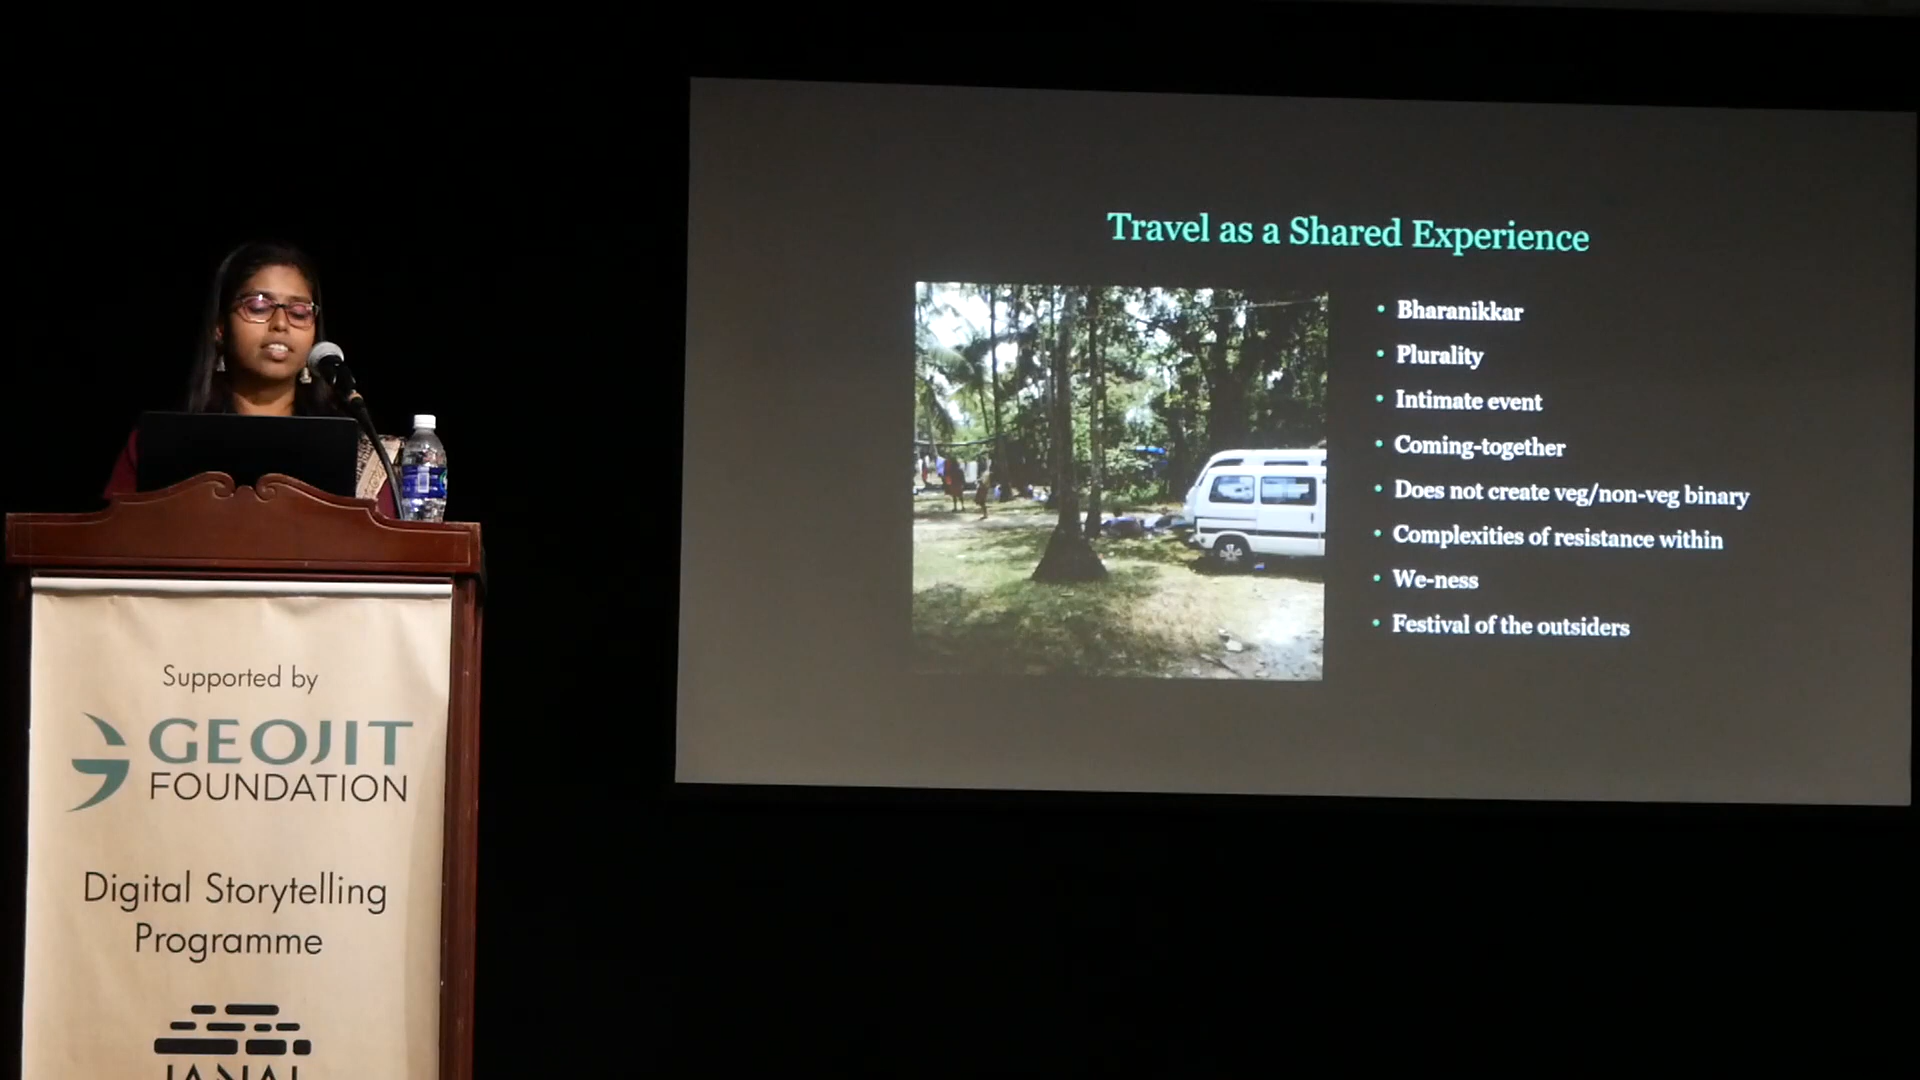 Travel as a Shared Experience
• Bharanikkar
• Plurality
• Intimate event
• Coming-together
• Does not create veg/non-veg binary
• Complexities of resistance within
• We-ness
• Festival of the outsiders
Supported by
GEOJIT
FOUNDATION
Digital Storytelling
Programme